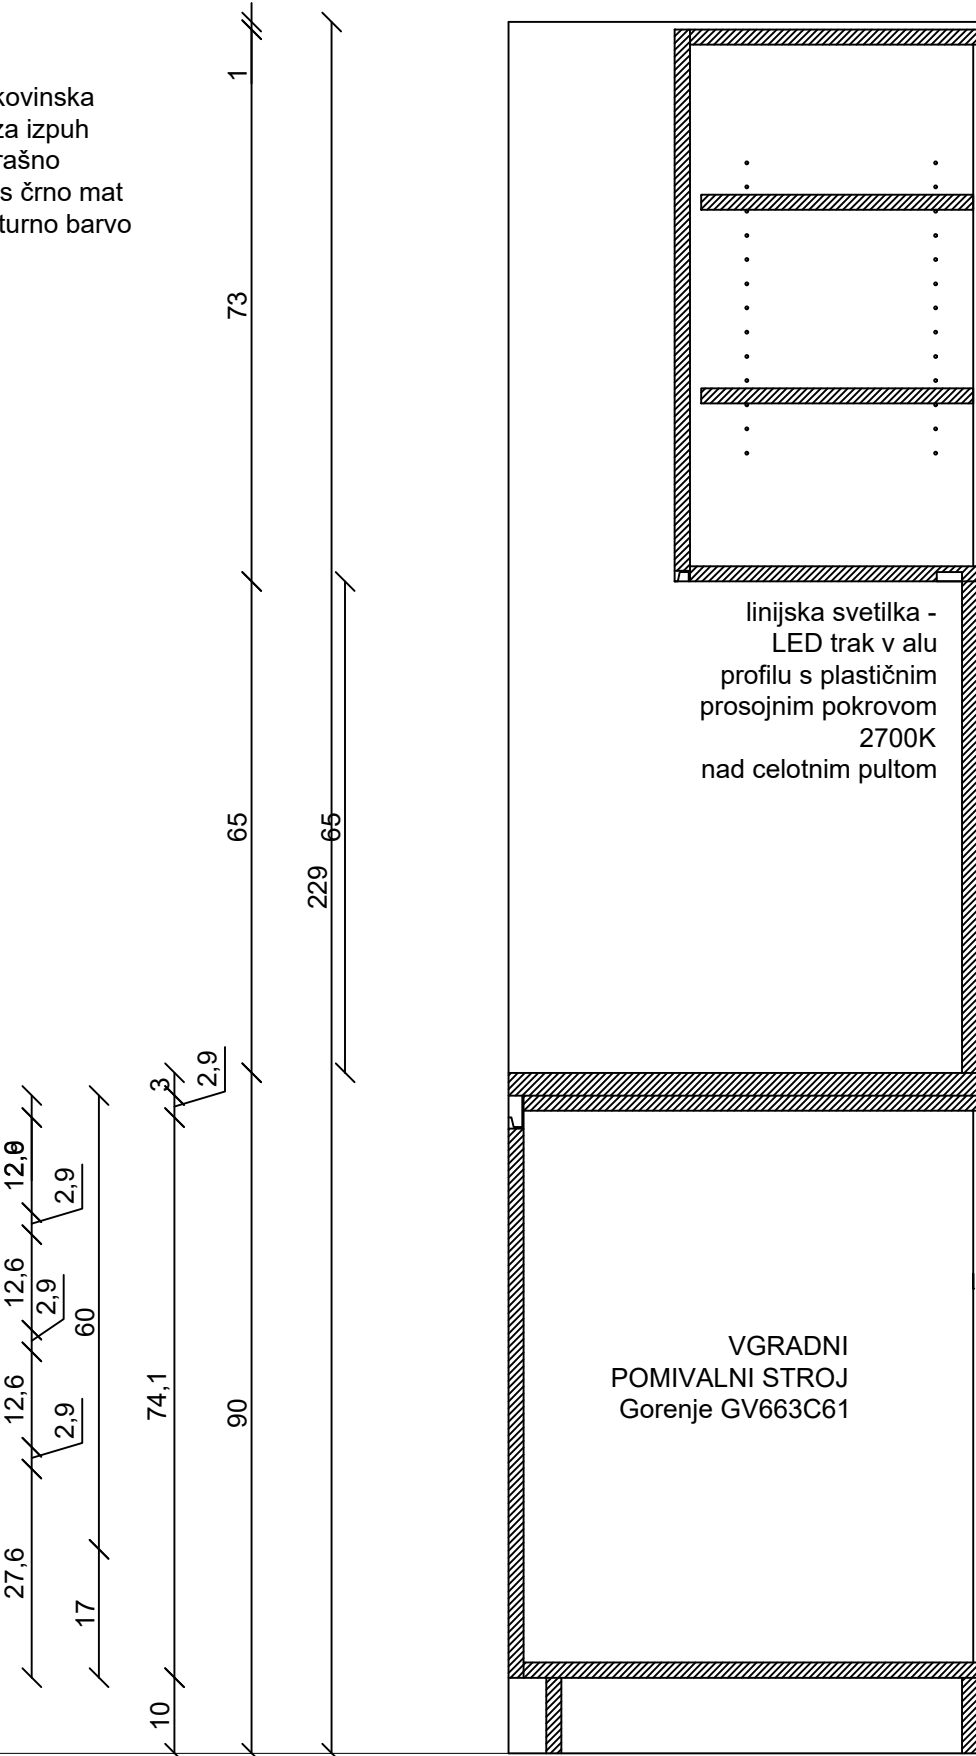 1
kovinska
za izpuh
rašno
s črno mat
turno barvo
73
linijska svetilka -
LED trak v alu
profilu s plastičnim
prosojnim pokrovom
2700K
nad celotnim pultom
65
65
229
3
2,9
2,9
12,6
2,9
60
12,6
2,9
74,1
90
VGRADNI
POMIVALNI STROJ
Gorenje GV663C61
27,6
17
10